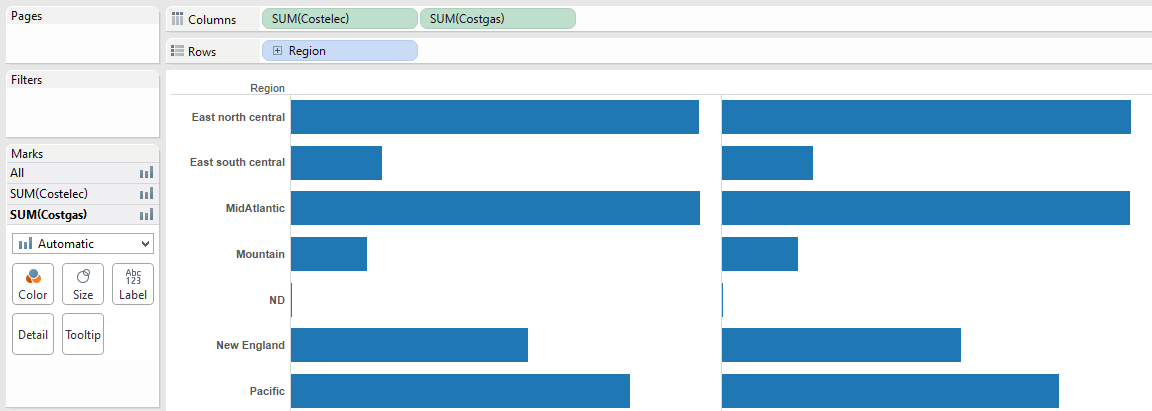 Pages
Columns SUM(Costelec) SUM(Costgas)
Rows Region
Filters
Marks
All
SUM(Costelec)
SUM(Costgas)
Automatic
Color
Size
Abc
123
Label
Detail
Tooltip
Region
East north central
East south central
MidAtlantic
Mountain
ND
New England
Pacific